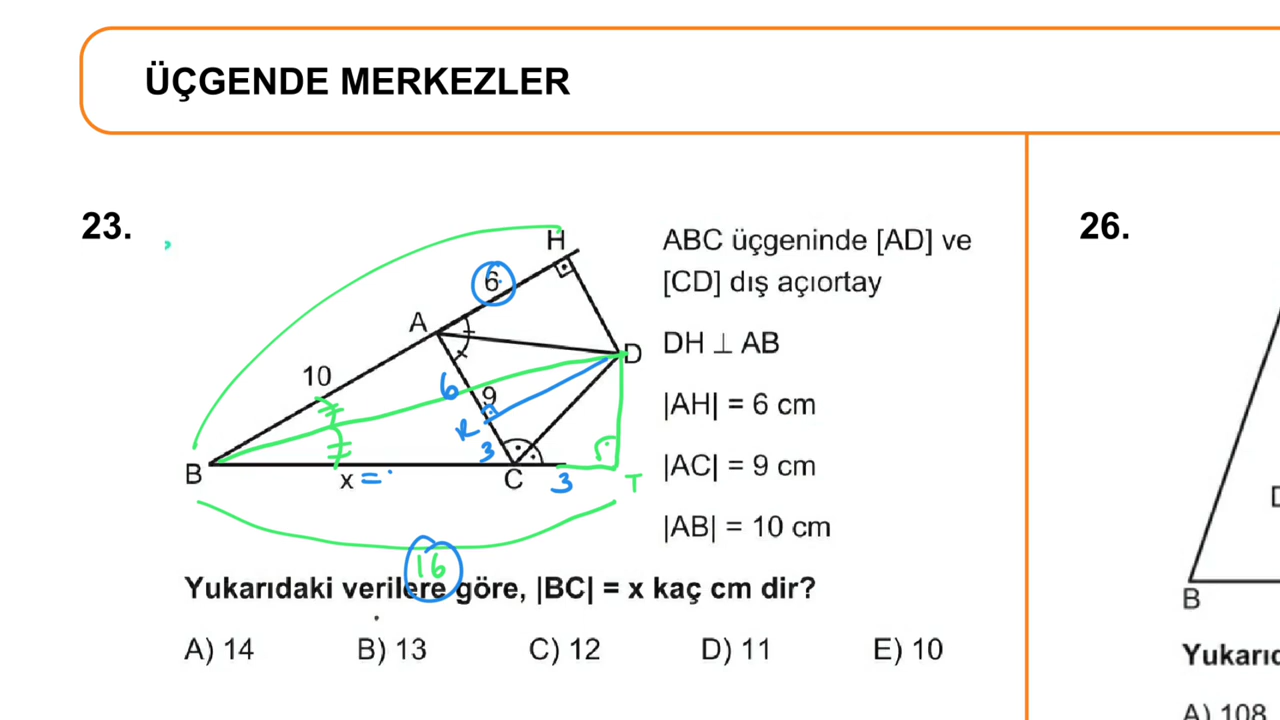 ÜÇGENDE MERKEZLER
23.
26.
H
6
A
D
10
6
9
K
3
B
x =
C
3
T
16
ABC üçgeninde [AD] ve
[CD] dış açıortay
DH ⊥ AB
|AH| = 6 cm
|AC| = 9 cm
|AB| = 10 cm
Yukarıdaki verilere göre, |BC| = x kaç cm dir?
A) 14 B) 13 C) 12 D) 11 E) 10
B
A) 108